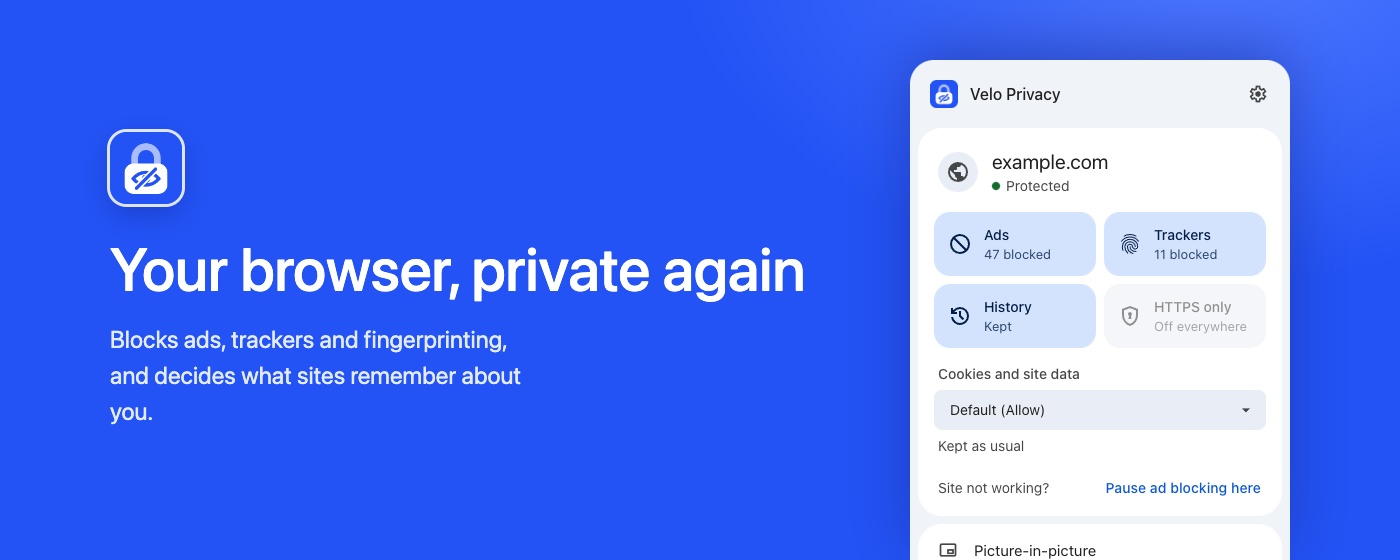 Your browser, private again
Blocks ads, trackers and fingerprinting,
and decides what sites remember about
you.
Velo Privacy
example.com
Protected
Ads
47 blocked
Trackers
11 blocked
History
Kept
HTTPS only
Off everywhere
Cookies and site data
Default (Allow)
Kept as usual
Site not working?
Pause ad blocking here
Picture-in-picture